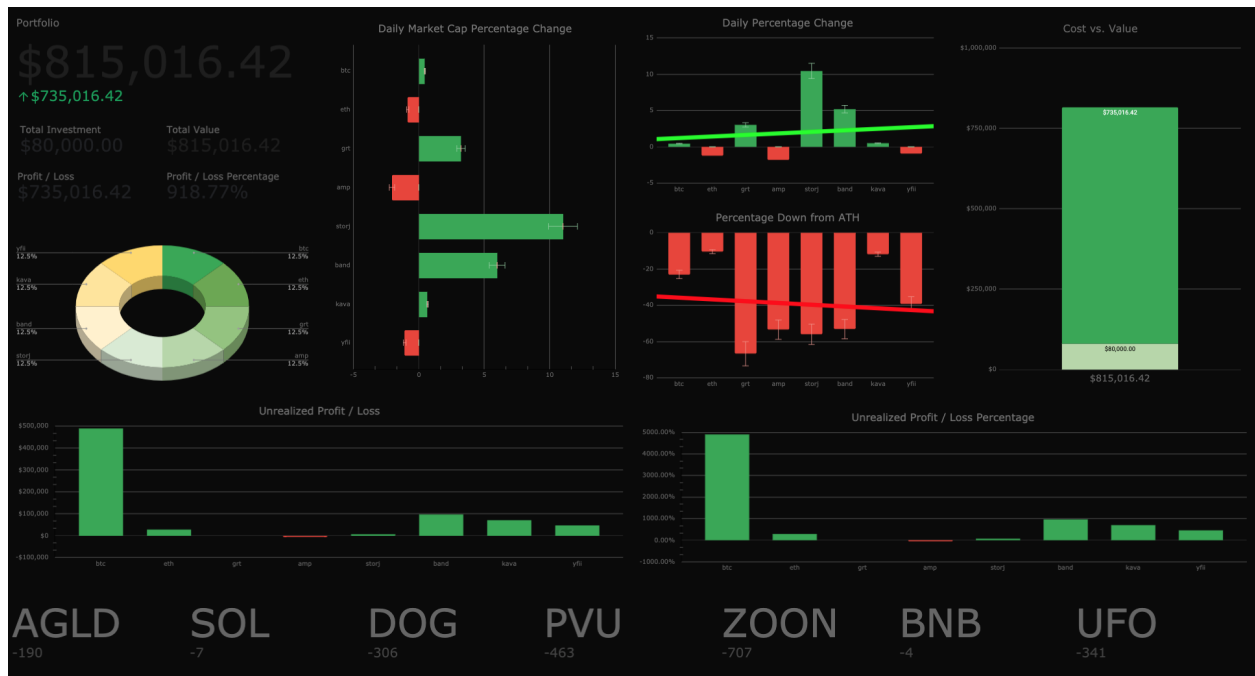 Portfolio
$815,016.42
↑$735,016.42
Total Investment
$80,000.00
Total Value
$815,016.42
Profit / Loss
$735,016.42
Profit / Loss Percentage
918.77%
yfii
12.5%
kava
12.5%
band
12.5%
storj
12.5%
btc
12.5%
eth
12.5%
grt
12.5%
amp
12.5%
Daily Market Cap Percentage Change
btc
eth
grt
amp
storj
band
kava
yfii
-5 0 5 10 15
Daily Percentage Change
15
10
5
0
-5
btc eth grt amp storj band kava yfii
Percentage Down from ATH
0
-20
-40
-60
-80
btc eth grt amp storj band kava yfii
Cost vs. Value
$1,000,000
$750,000
$500,000
$250,000
$0
$735,016.42
$80,000.00
$815,016.42
Unrealized Profit / Loss
$500,000
$400,000
$300,000
$200,000
$100,000
$0
-$100,000
btc eth grt amp storj band kava yfii
Unrealized Profit / Loss Percentage
5000.00%
4000.00%
3000.00%
2000.00%
1000.00%
0.00%
-1000.00%
btc eth grt amp storj band kava yfii
AGLD SOL DOG PVU ZOON BNB UFO
-190 -7 -306 -463 -707 -4 -341